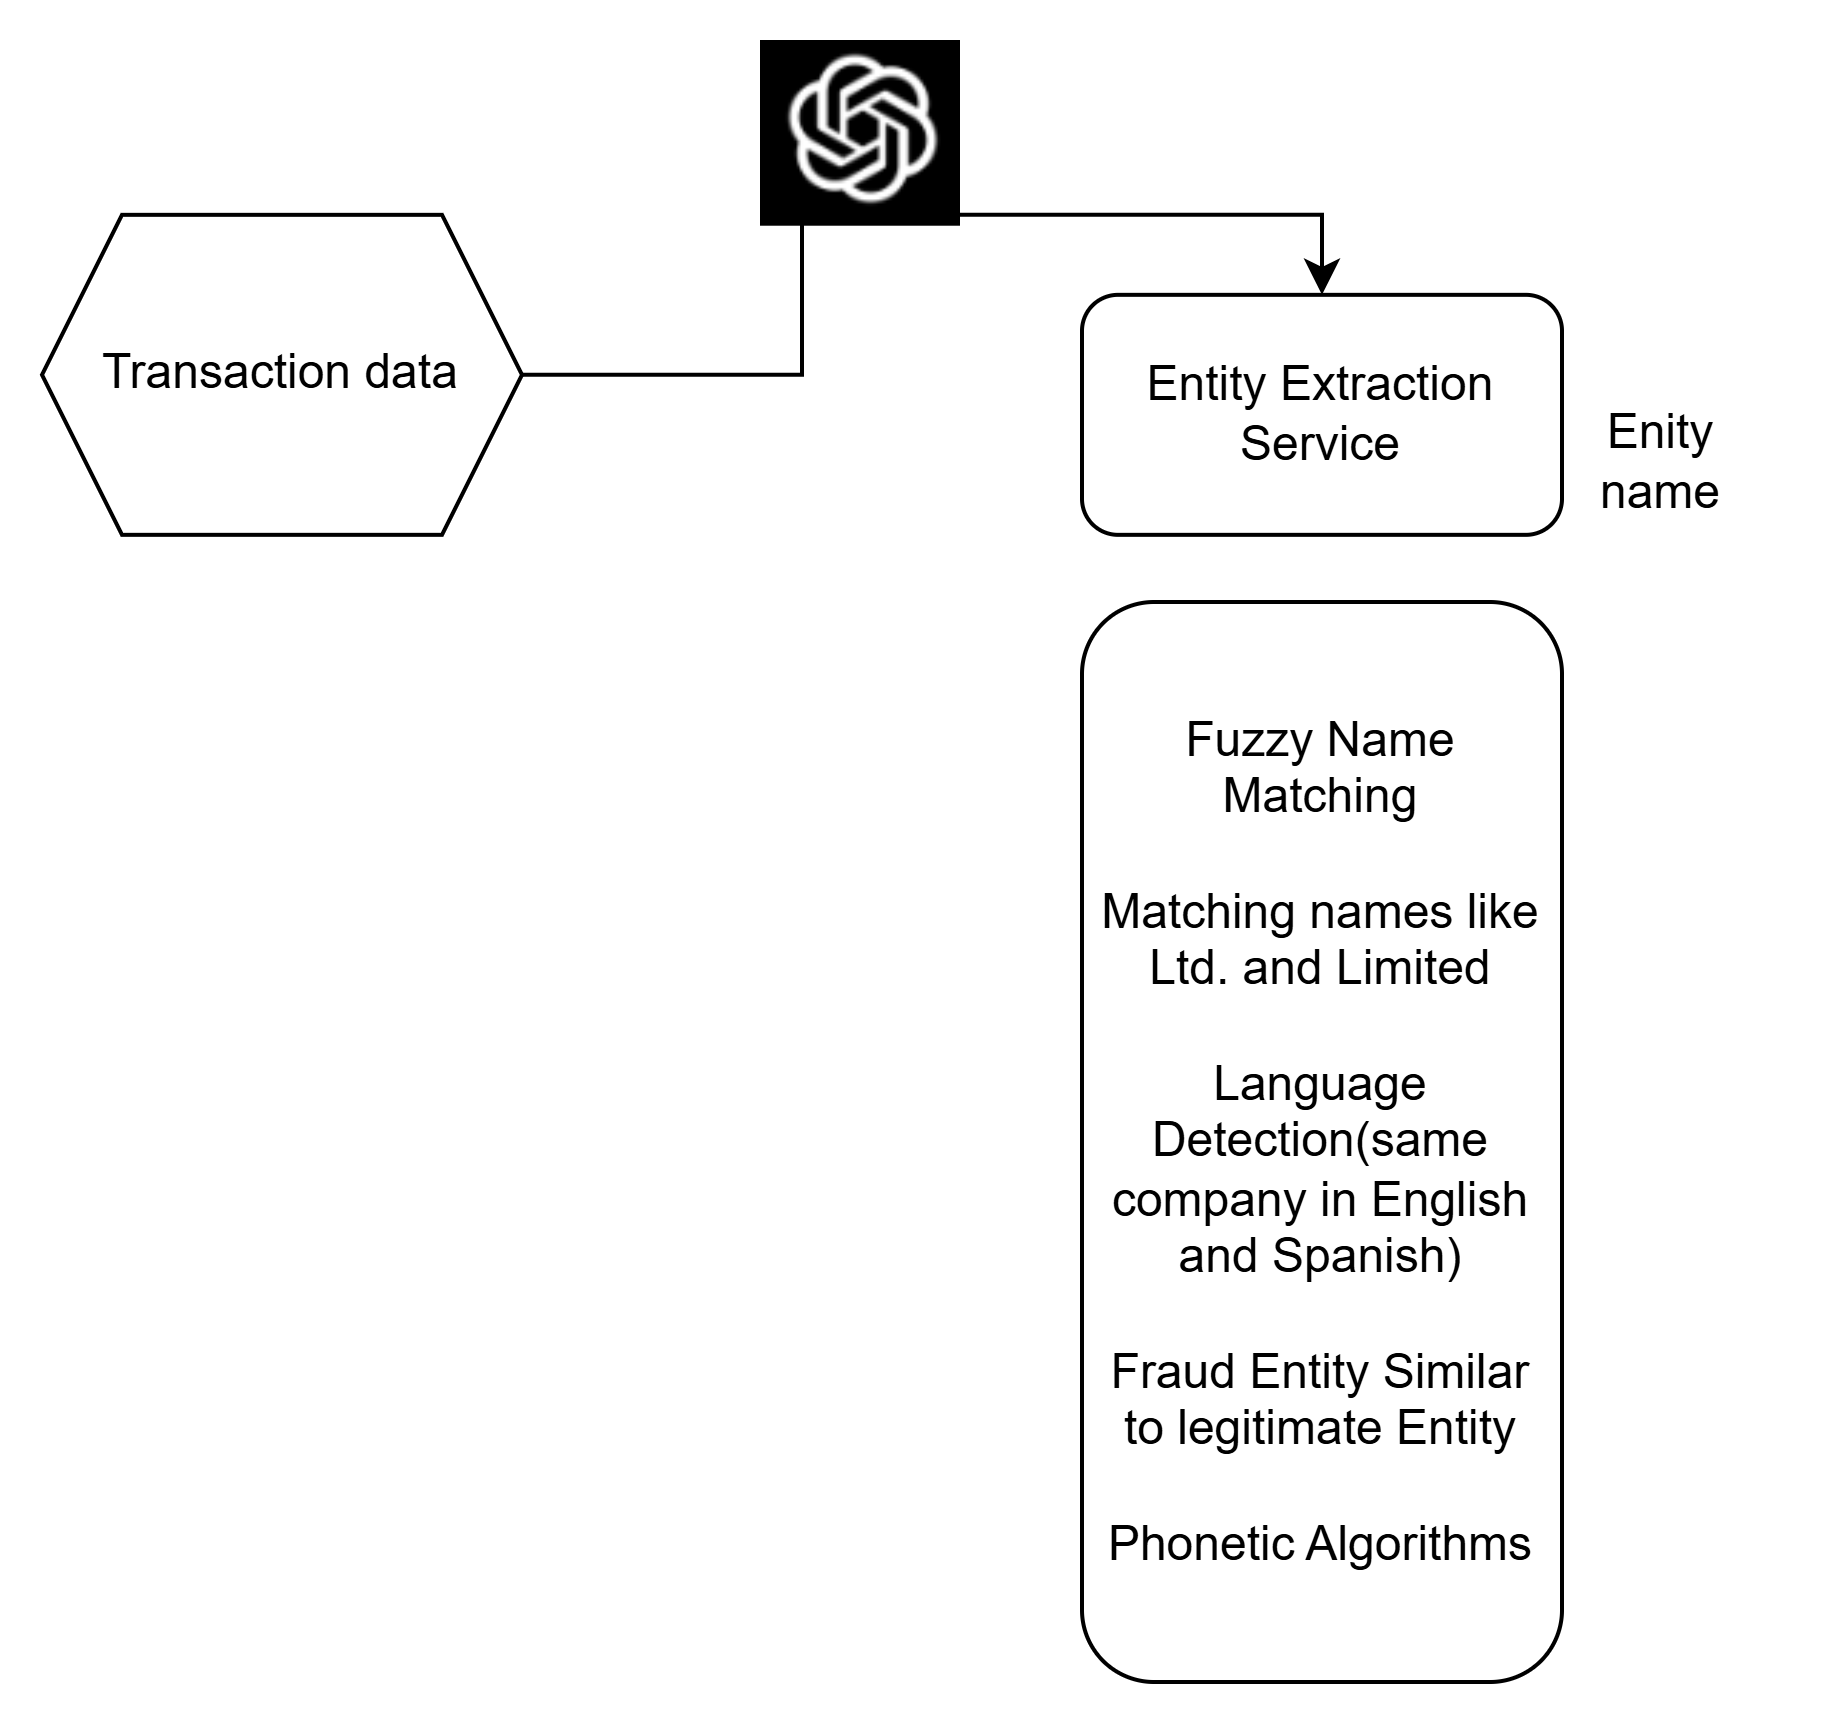 Transaction data
Entity Extraction
Service
Enity
name
Fuzzy Name
Matching
Matching names like
Ltd. and Limited
Language
Detection(same
company in English
and Spanish)
Fraud Entity Similar
to legitimate Entity
Phonetic Algorithms